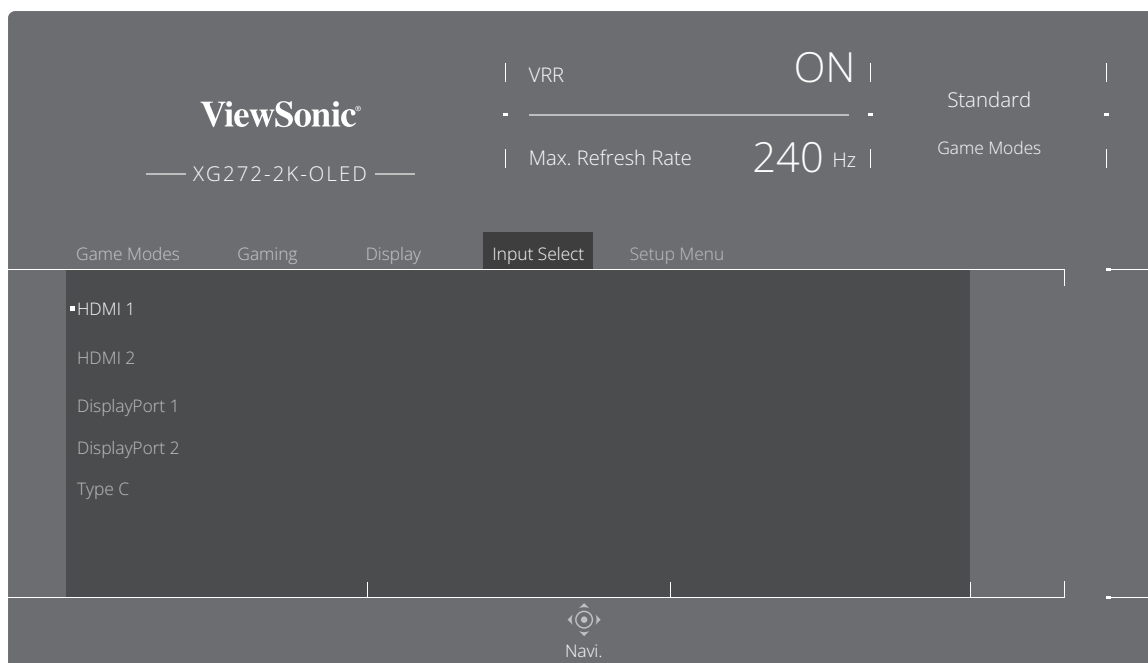 ViewSonic®
XG272-2K-OLED
VRR ON
Max. Refresh Rate 240 Hz
Standard
Game Modes
Game Modes Gaming Display Input Select Setup Menu
HDMI 1
HDMI 2
DisplayPort 1
DisplayPort 2
Type C
Navi.